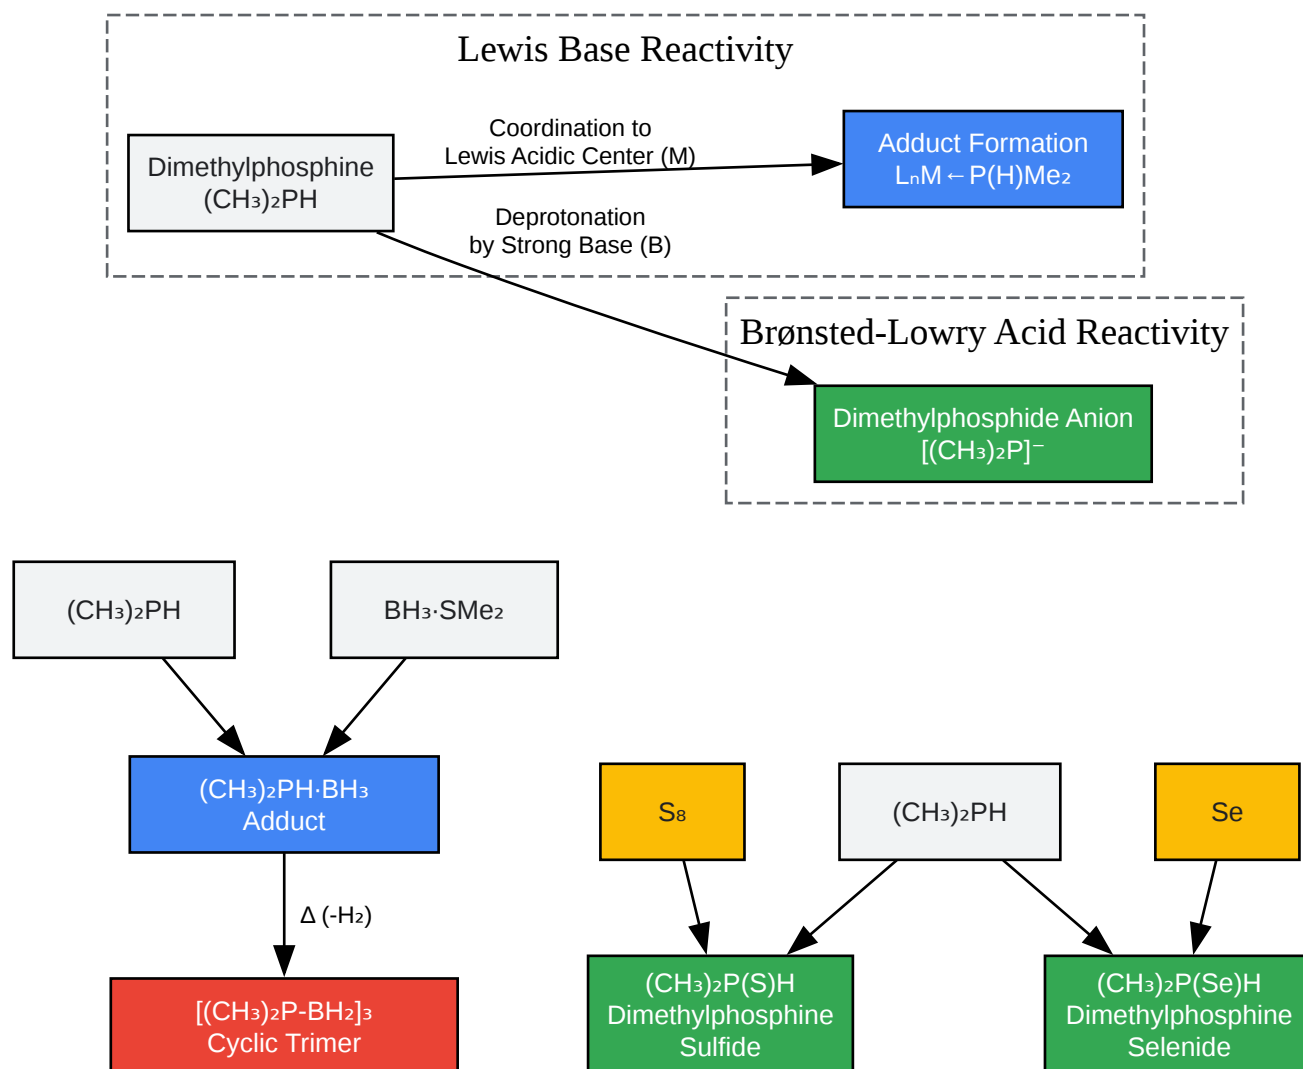 Lewis Base Reactivity
Dimethylphosphine
(CH₃)₂PH
Coordination to
Lewis Acidic Center (M)
Adduct Formation
LₙM←P(H)Me₂
Deprotonation
by Strong Base (B)
Brønsted-Lowry Acid Reactivity
Dimethylphosphide Anion
[(CH₃)₂P]⁻
(CH₃)₂PH
BH₃·SMe₂
(CH₃)₂PH·BH₃
Adduct
Δ (-H₂)
[(CH₃)₂P-BH₂]₃
Cyclic Trimer
S₈
(CH₃)₂PH
Se
(CH₃)₂P(S)H
Dimethylphosphine
Sulfide
(CH₃)₂P(Se)H
Dimethylphosphine
Selenide